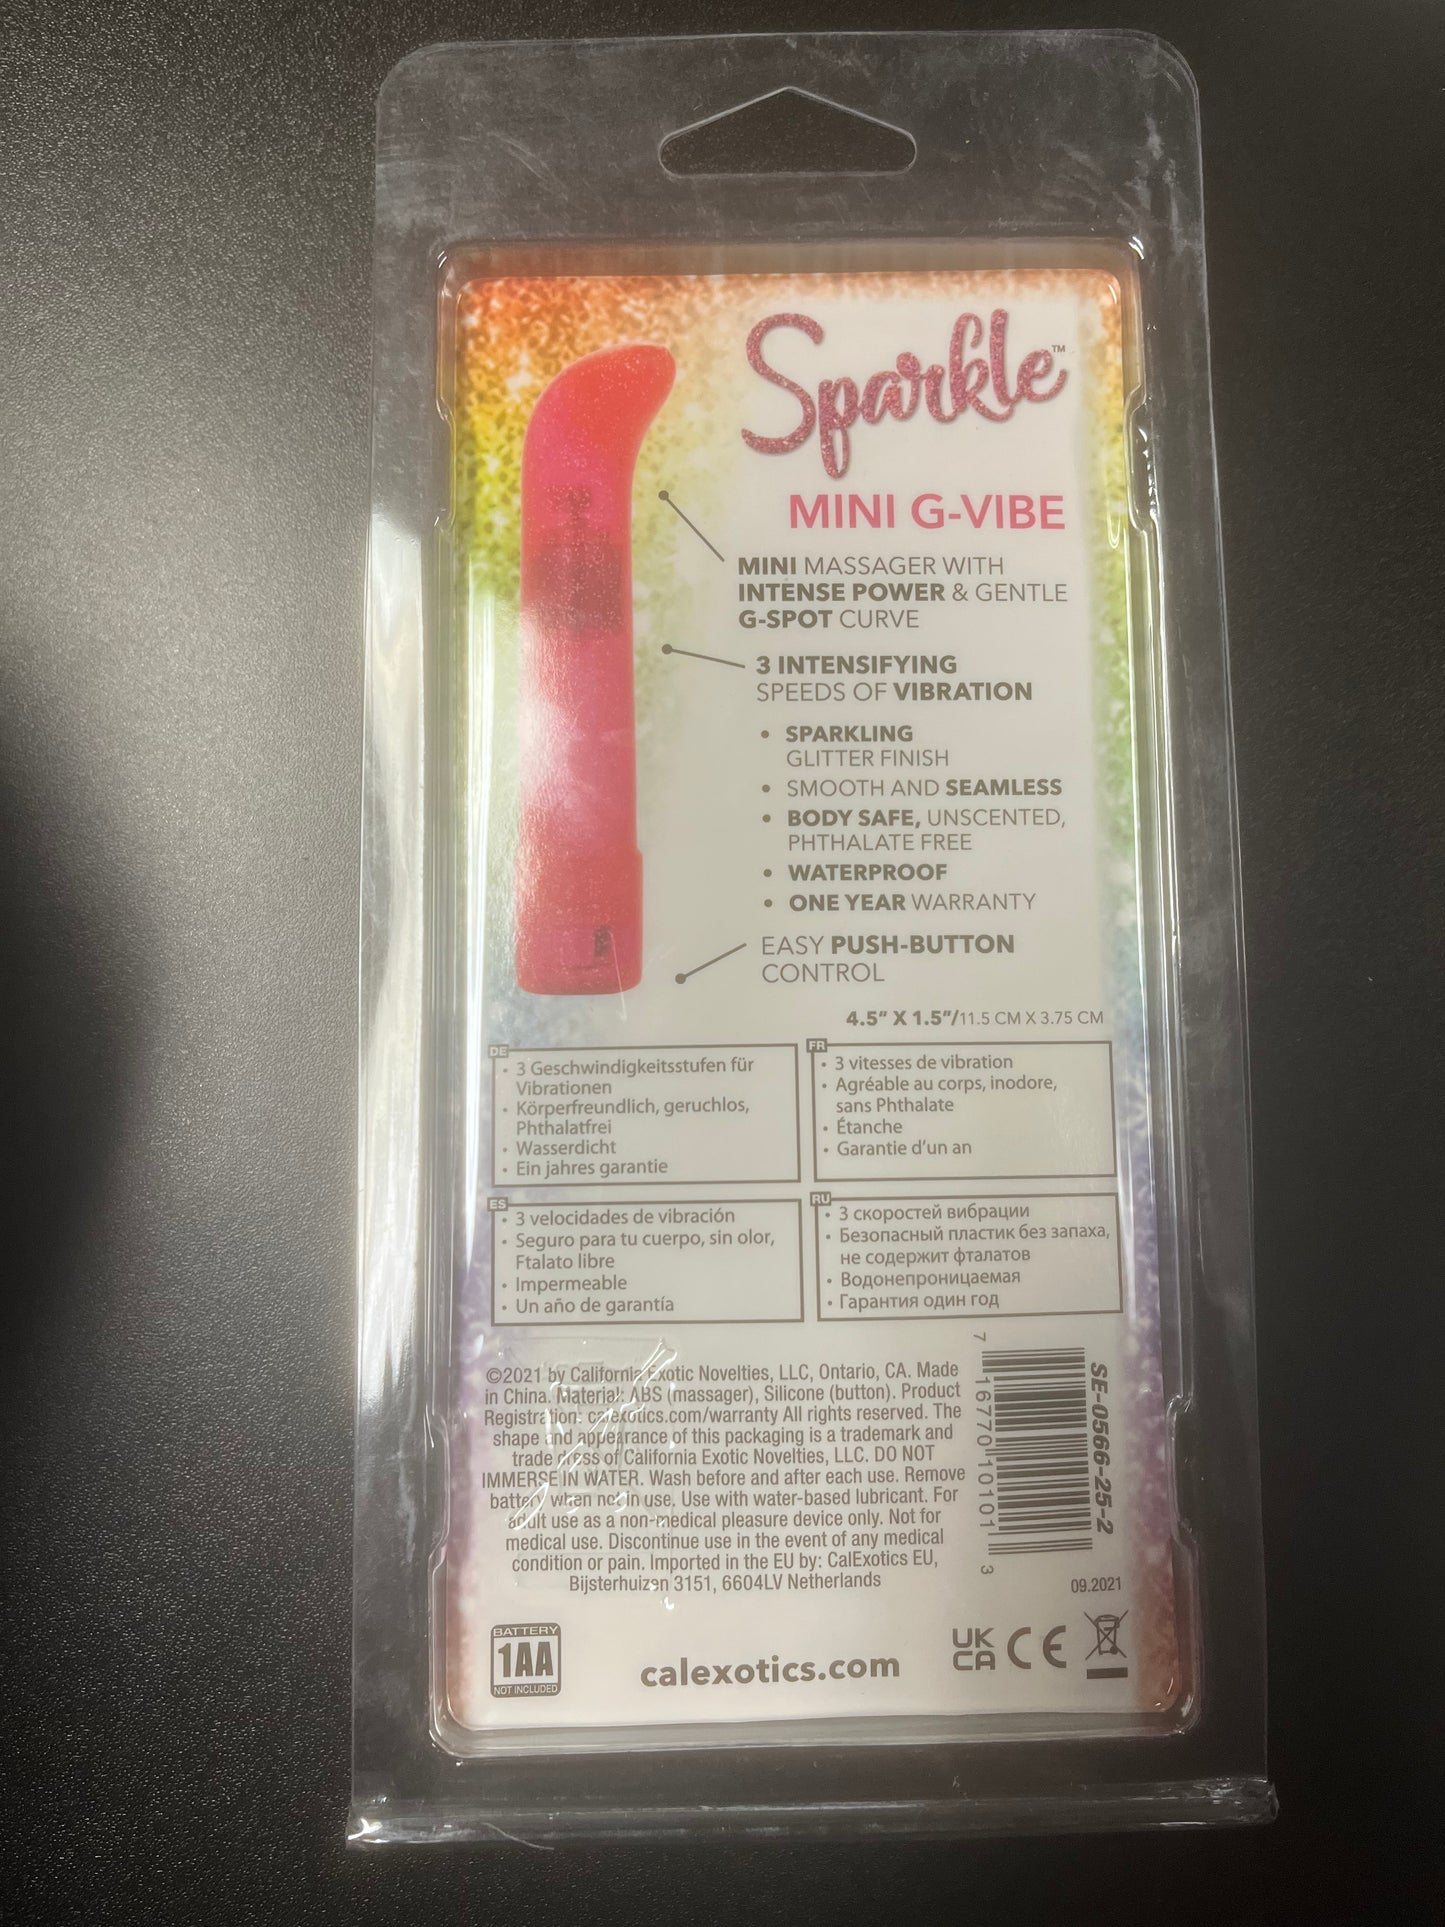 Sparkle™
MINI G-VIBE
MINI MASSAGER WITH
INTENSE POWER & GENTLE
G-SPOT CURVE
3 INTENSIFYING
SPEEDS OF VIBRATION
• SPARKLING
GLITTER FINISH
• SMOOTH AND SEAMLESS
• BODY SAFE, UNSCENTED,
PHTHALATE FREE
• WATERPROOF
• ONE YEAR WARRANTY
EASY PUSH-BUTTON
CONTROL
4.5" X 1.5"/11.5 CM X 3.75 CM
DE
• 3 Geschwindigkeitsstufen für
Vibrationen
• Körperfreundlich, geruchlos,
Phthalatfrei
• Wasserdicht
• Ein jahres garantie
FR
• 3 vitesses de vibration
• Agréable au corps, inodore,
sans Phthalate
• Étanche
• Garantie d'un an
ES
• 3 velocidades de vibración
• Seguro para tu cuerpo, sin olor,
Ftalato libre
• Impermeable
• Un año de garantía
RU
• 3 скоростей вибрации
• Безопасный пластик без запаха,
не содержит фталатов
• Водонепроницаемая
• Гарантия один год
©2021 by California Exotic Novelties, LLC, Ontario, CA. Made
in China. Material: ABS (massager), Silicone (button). Product
Registration: calexotics.com/warranty All rights reserved. The
shape and appearance of this packaging is a trademark and
trade dress of California Exotic Novelties, LLC. DO NOT
IMMERSE IN WATER. Wash before and after each use. Remove
battery when not in use. Use with water-based lubricant. For
adult use as a non-medical pleasure device only. Not for
medical use. Discontinue use in the event of any medical
condition or pain. Imported in the EU by: CalExotics EU,
Bijsterhuizen 3151, 6604LV Netherlands
7 16770 10101 3
SE-0566-25-2
09.2021
BATTERY
1AA
NOT INCLUDED
calexotics.com
UK
CA
CE